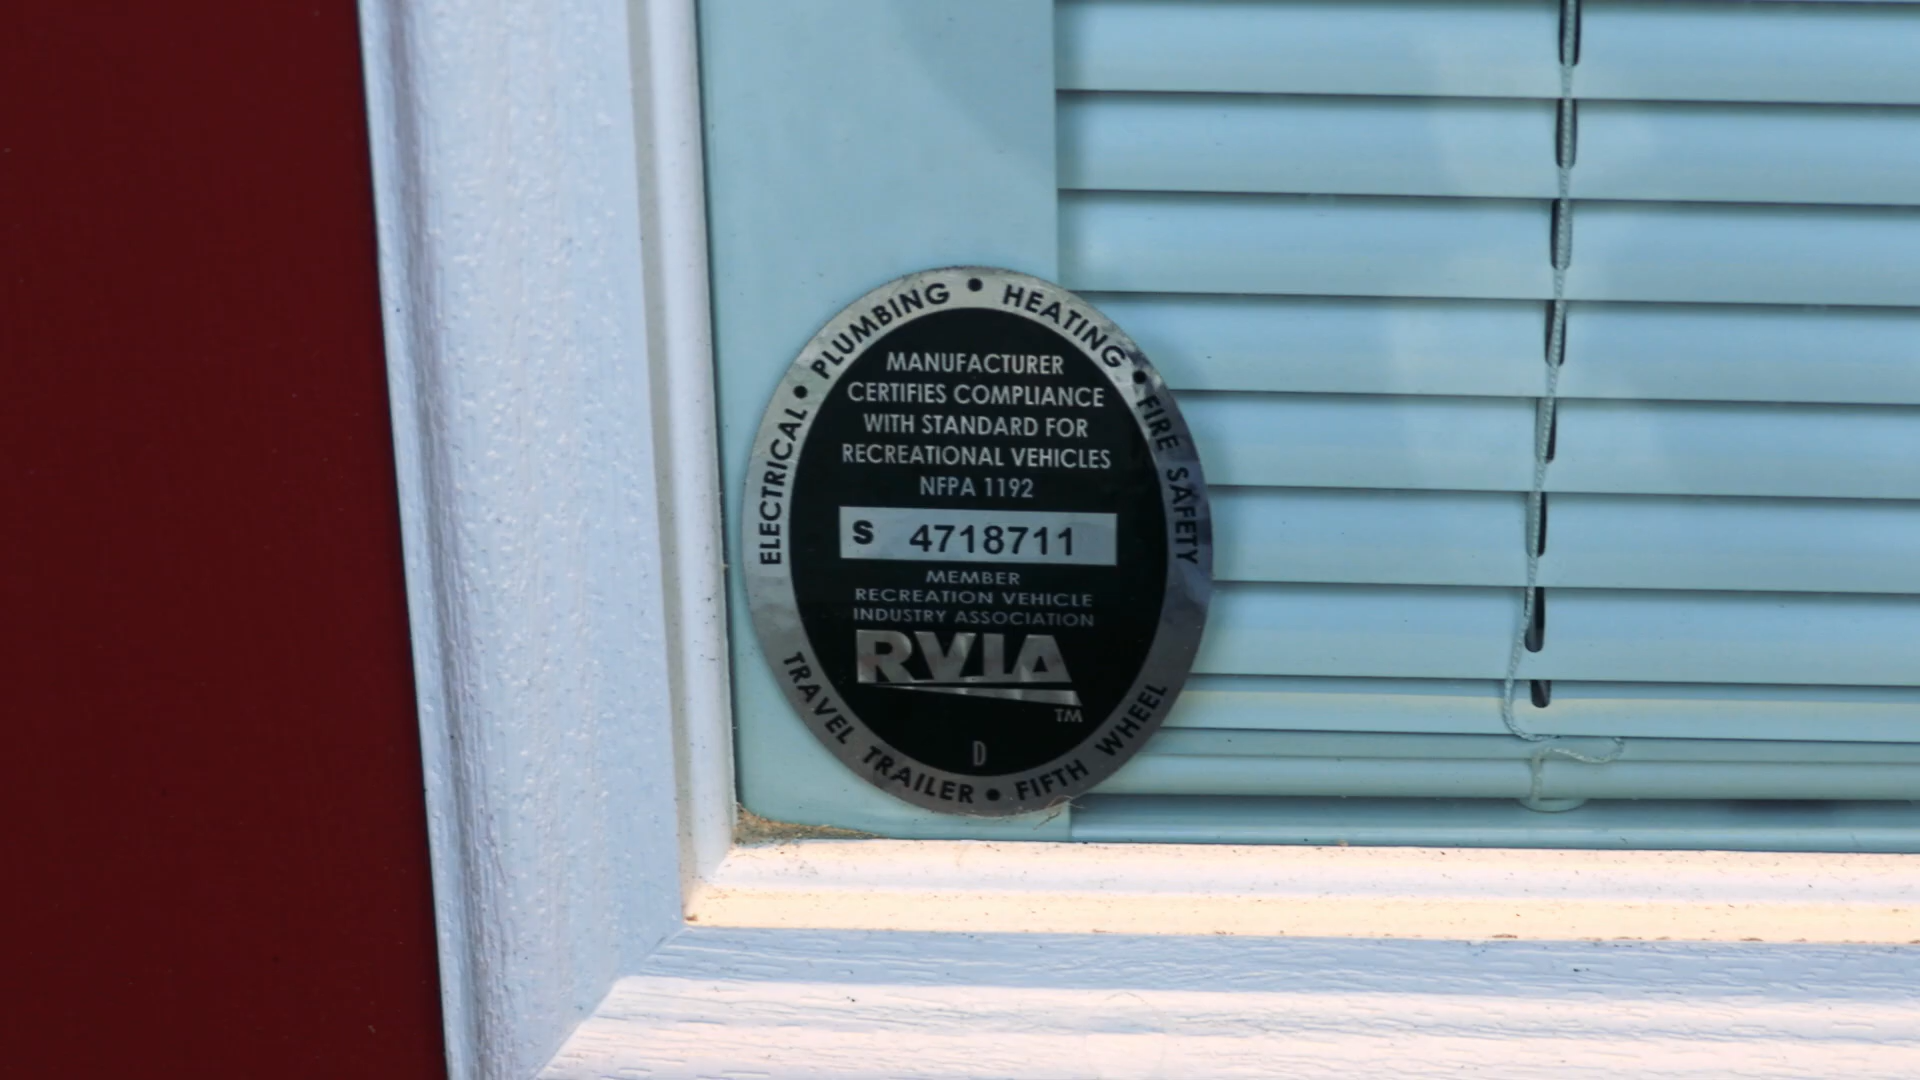 ELECTRICAL • PLUMBING • HEATING • FIRE SAFETY
MANUFACTURER
CERTIFIES COMPLIANCE
WITH STANDARD FOR
RECREATIONAL VEHICLES
NFPA 1192
S 4718711
MEMBER
RECREATION VEHICLE
INDUSTRY ASSOCIATION
RVIA
TM
D
TRAVEL TRAILER • FIFTH WHEEL